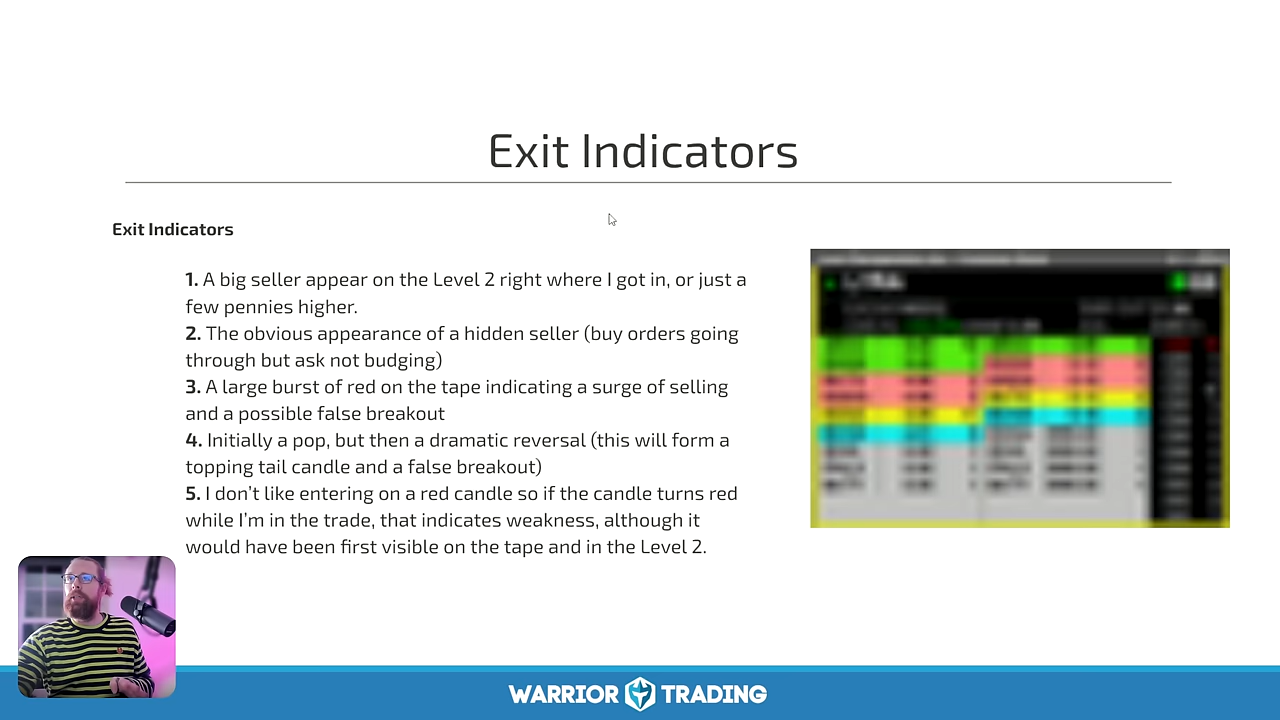 Exit Indicators
Exit Indicators
1. A big seller appear on the Level 2 right where I got in, or just a
few pennies higher.
2. The obvious appearance of a hidden seller (buy orders going
through but ask not budging)
3. A large burst of red on the tape indicating a surge of selling
and a possible false breakout
4. Initially a pop, but then a dramatic reversal (this will form a
topping tail candle and a false breakout)
5. I don’t like entering on a red candle so if the candle turns red
while I’m in the trade, that indicates weakness, although it
would have been first visible on the tape and in the Level 2.
WARRIOR TRADING